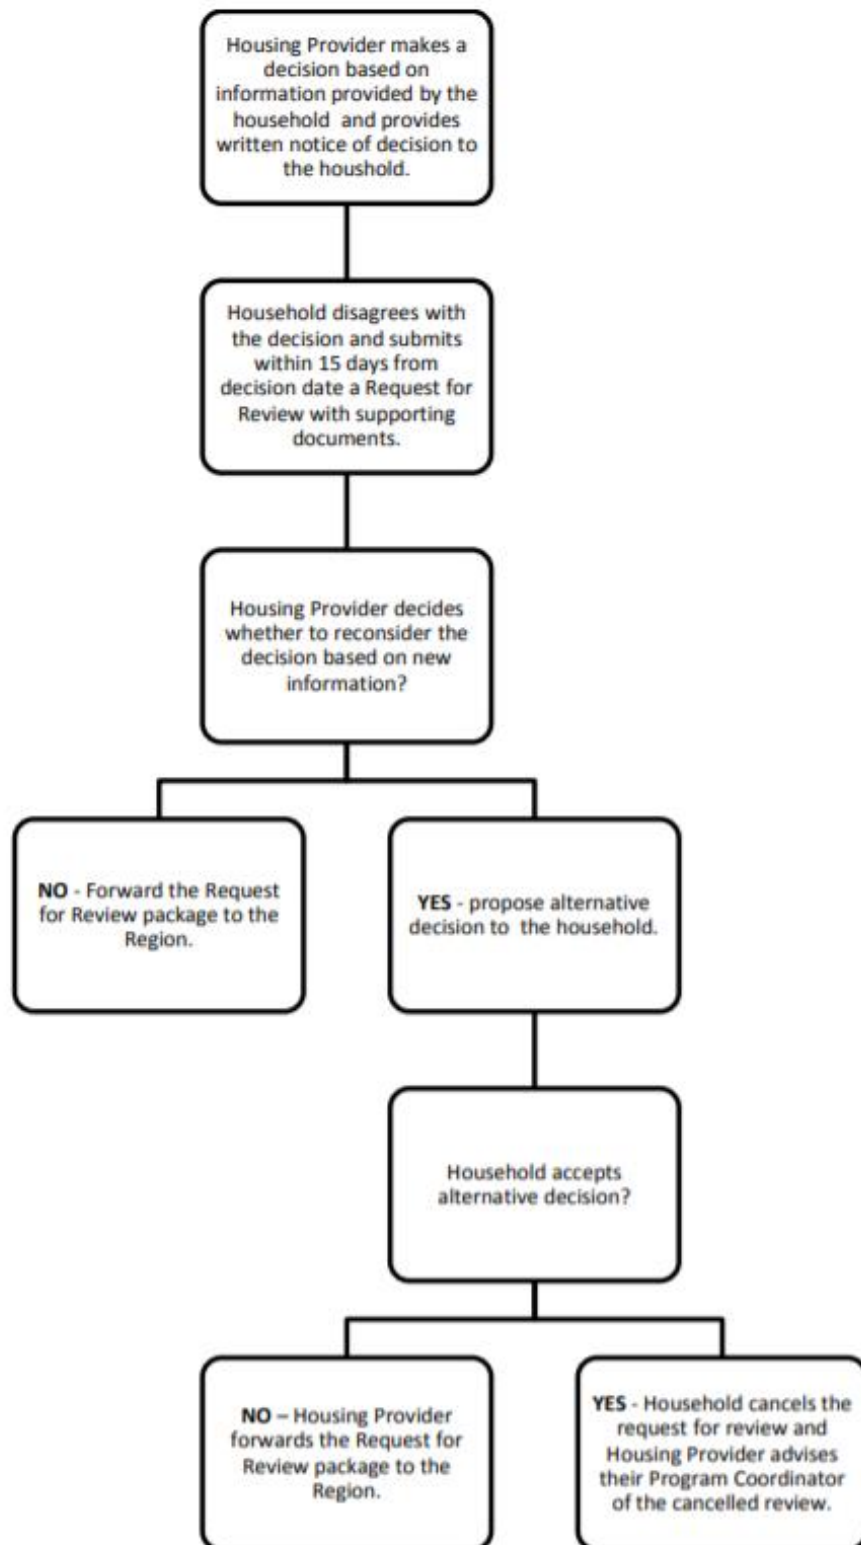 Housing Provider makes a
decision based on
information provided by the
household and provides
written notice of decision to
the houshold.
Household disagrees with
the decision and submits
within 15 days from
decision date a Request for
Review with supporting
documents.
Housing Provider decides
whether to reconsider the
decision based on new
information?
NO - Forward the Request
for Review package to the
Region.
YES - propose alternative
decision to the household.
Household accepts
alternative decision?
NO – Housing Provider
forwards the Request for
Review package to the
Region.
YES - Household cancels the
request for review and
Housing Provider advises
their Program Coordinator
of the cancelled review.